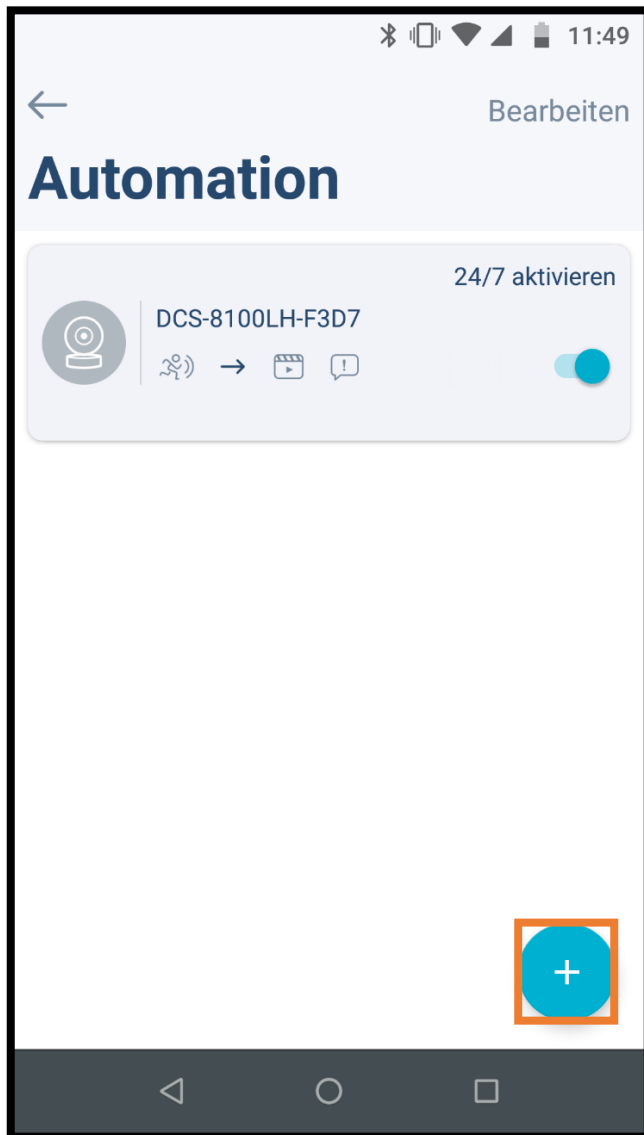 11:49
Bearbeiten
Automation
24/7 aktivieren
DCS-8100LH-F3D7